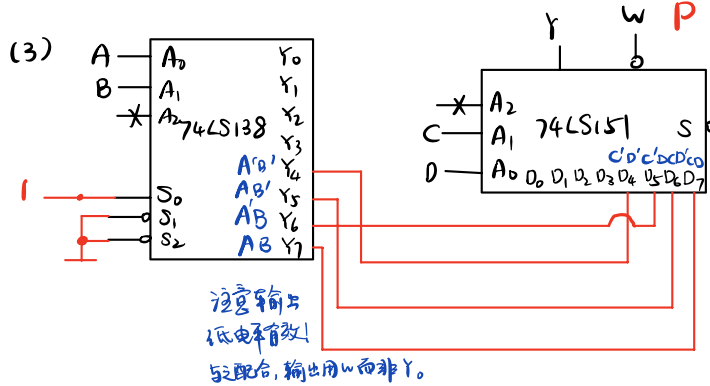 (3)
A
A₀
Y₀
B
A₁
Y₁
A₂
74LS138
Y₂
Y₃
A'B' Y₄
AB' Y₅
A'B Y₆
AB Y₇
1
S₀
S₁
S₂
Y
W
P
A₂
74LS151
S
C
A₁
C'D' C'D CD' CD
D
A₀ D₀ D₁ D₂ D₃ D₄ D₅ D₆ D₇
注意输出
低电平有效!
配合,输出用W而非Y。